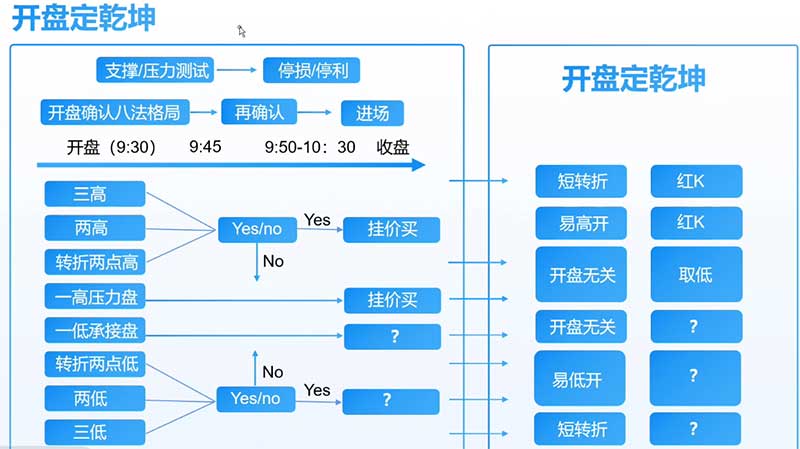 开盘定乾坤
支撑/压力测试 停损/停利
开盘确认八法格局 再确认 进场
开盘（9:30） 9:45 9:50-10：30 收盘
三高
两高
转折两点高
Yes/no Yes 挂价买
No
一高压力盘 挂价买
一低承接盘 ?
转折两点低
两低
三低
No
Yes/no Yes ?
开盘定乾坤
短转折 红K
易高开 红K
开盘无关 取低
开盘无关 ?
易低开 ?
短转折 ?